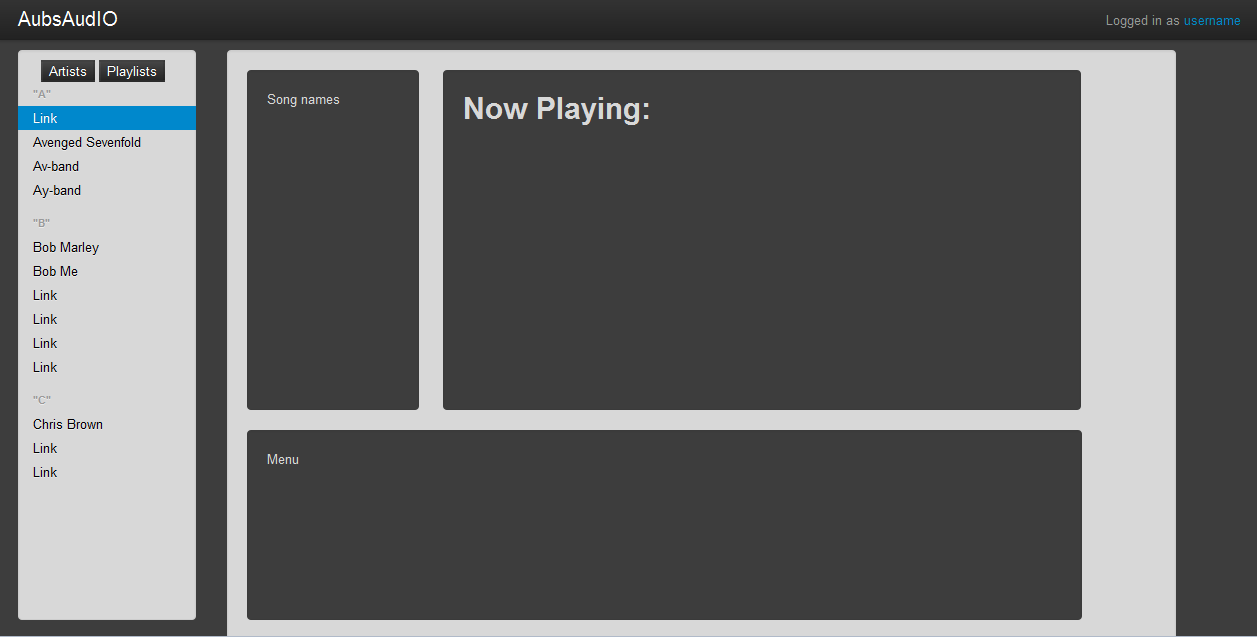 AubsAudIO
Logged in as username
Artists Playlists
"A"
Link
Avenged Sevenfold
Av-band
Ay-band
"B"
Bob Marley
Bob Me
Link
Link
Link
Link
"C"
Chris Brown
Link
Link
Song names
Now Playing:
Menu